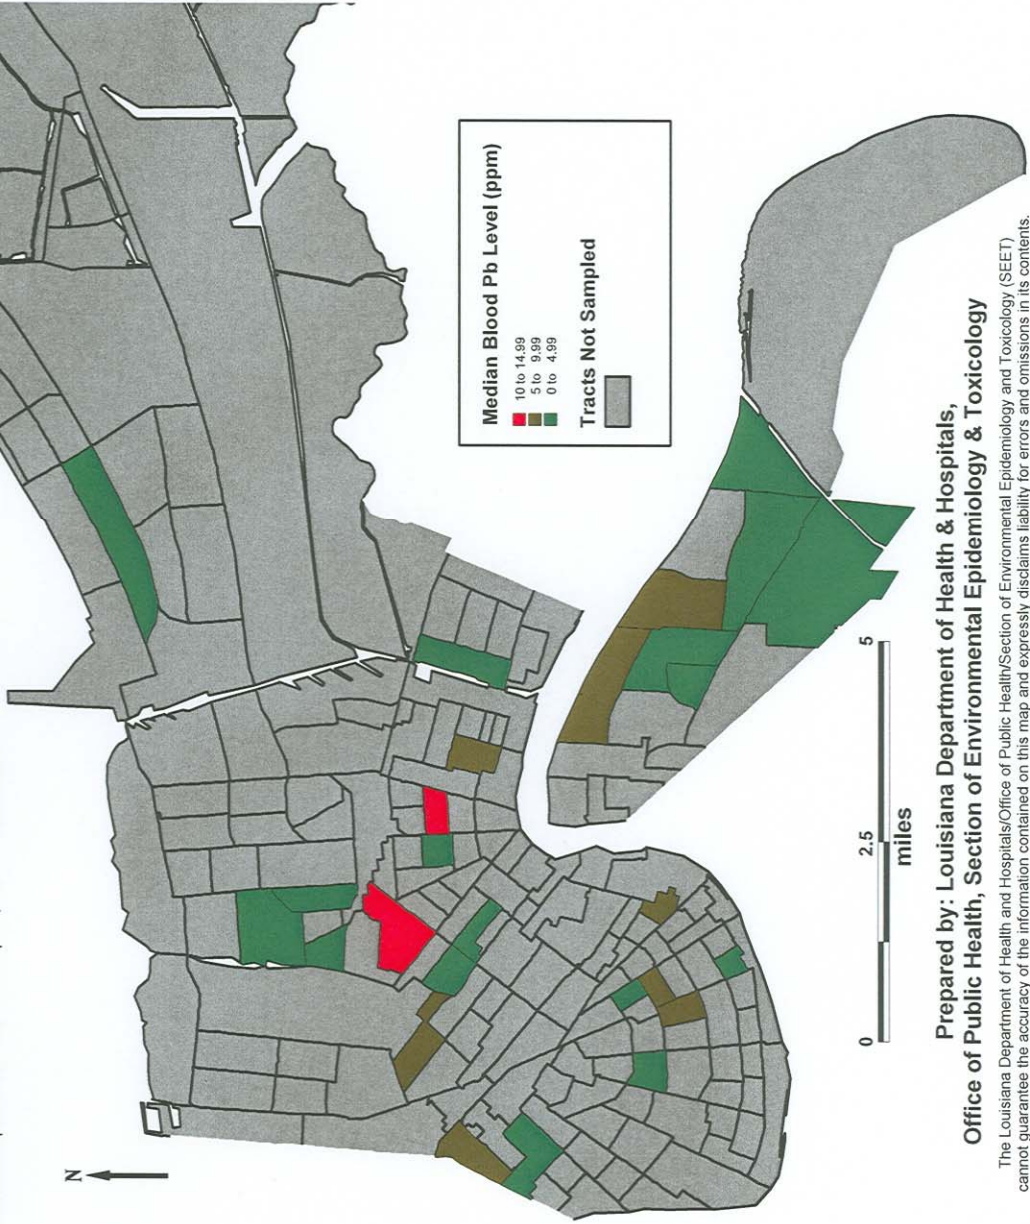 N
Median Blood Pb Level (ppm)
10 to 14.99
5 to 9.99
0 to 4.99
Tracts Not Sampled
0 2.5 5
miles
Prepared by: Louisiana Department of Health & Hospitals,
Office of Public Health, Section of Environmental Epidemiology & Toxicology
The Louisiana Department of Health and Hospitals/Office of Public Health/Section of Environmental Epidemiology and Toxicology (SEET)
cannot guarantee the accuracy of the information contained on this map and expressly disclaims liability for errors and omissions in its contents.